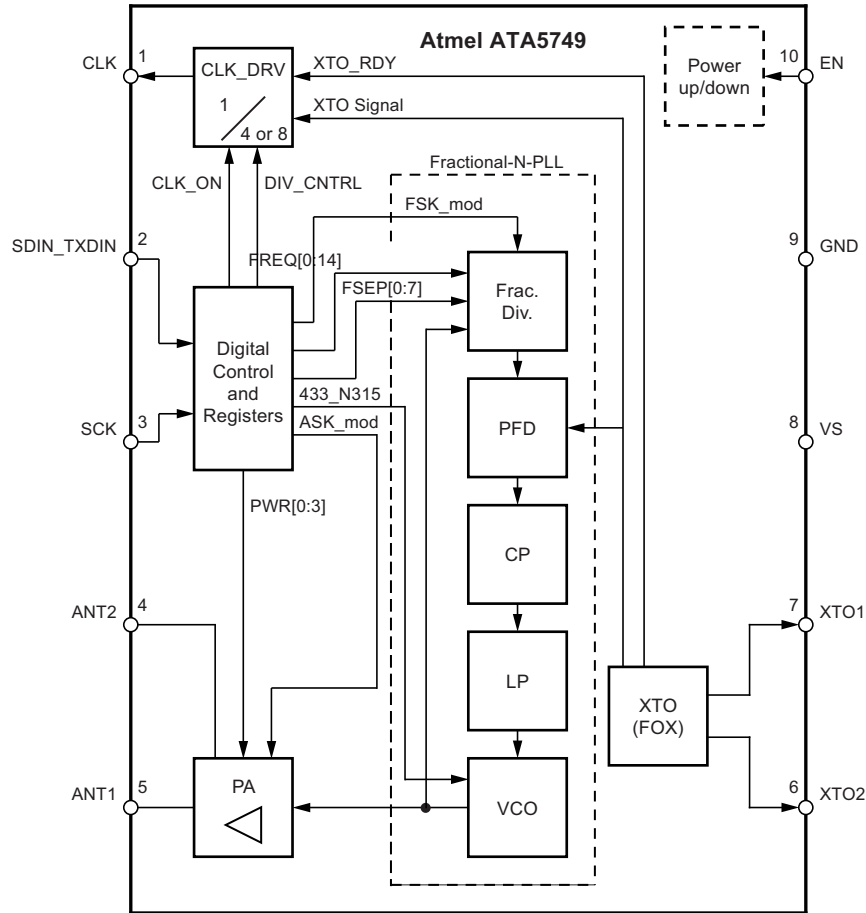 Atmel ATA5749
CLK
1
CLK_DRV
1
4 or 8
XTO_RDY
XTO Signal
Power
up/down
10
EN
CLK_ON
DIV_CNTRL
Fractional-N-PLL
FSK_mod
SDIN_TXDIN
2
FREQ[0:14]
FSEP[0:7]
Frac.
Div.
9
GND
Digital
Control
and
Registers
433_N315
ASK_mod
SCK
3
PFD
8
VS
PWR[0:3]
CP
ANT2
4
LP
7
XTO1
XTO
(FOX)
ANT1
5
PA
VCO
6
XTO2